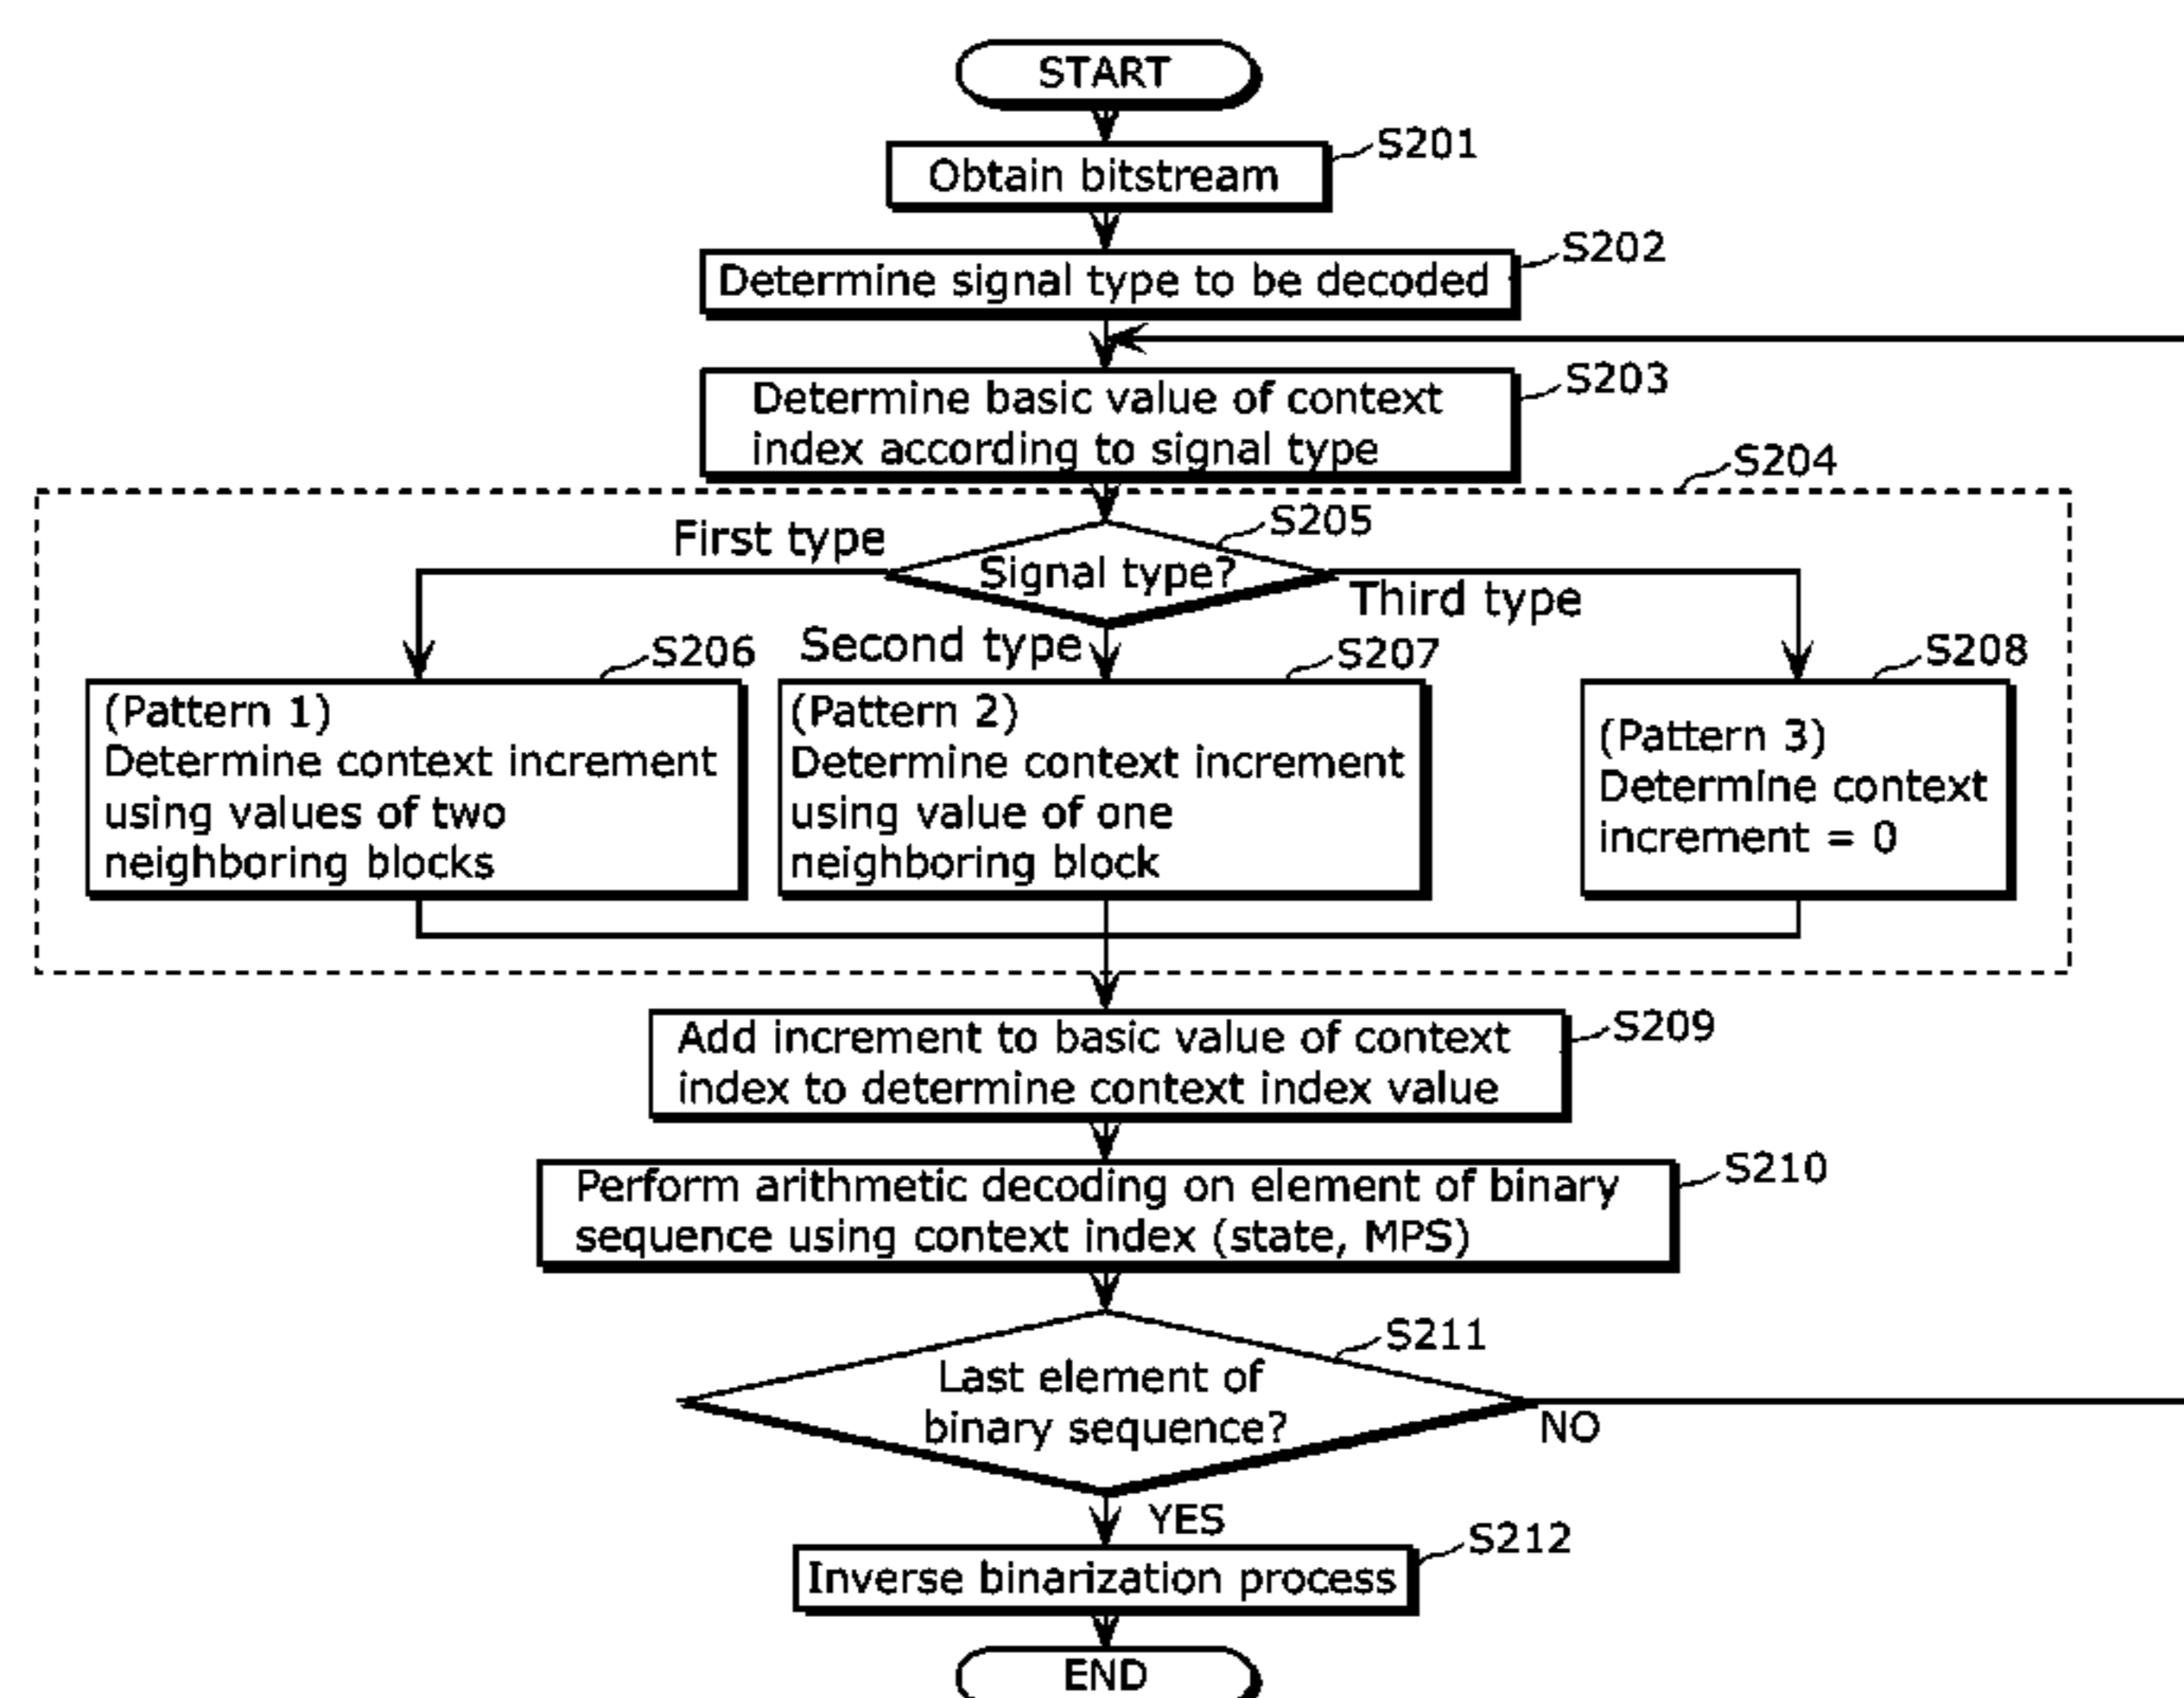 START
S201
Obtain bitstream
S202
Determine signal type to be decoded
S203
Determine basic value of context
index according to signal type
S204
S205
First type
Signal type?
Third type
Second type
S206
S207
S208
(Pattern 1)
Determine context increment
using values of two
neighboring blocks
(Pattern 2)
Determine context increment
using value of one
neighboring block
(Pattern 3)
Determine context
increment = 0
S209
Add increment to basic value of context
index to determine context index value
S210
Perform arithmetic decoding on element of binary
sequence using context index (state, MPS)
S211
Last element of
binary sequence?
NO
YES
S212
Inverse binarization process
END